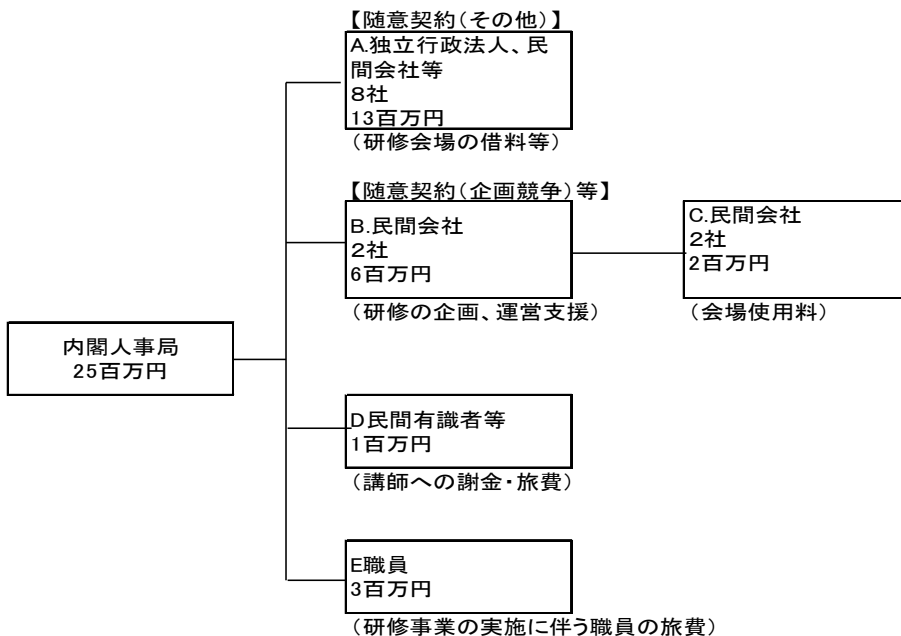 【随意契約(その他)】
A.独立行政法人、民
間会社等
8社
13百万円
(研修会場の借料等)
【随意契約(企画競争)等】
B.民間会社
2社
6百万円
(研修の企画、運営支援)
C.民間会社
2社
2百万円
(会場使用料)
内閣人事局
25百万円
D民間有識者等
1百万円
(講師への謝金・旅費)
E職員
3百万円
(研修事業の実施に伴う職員の旅費)